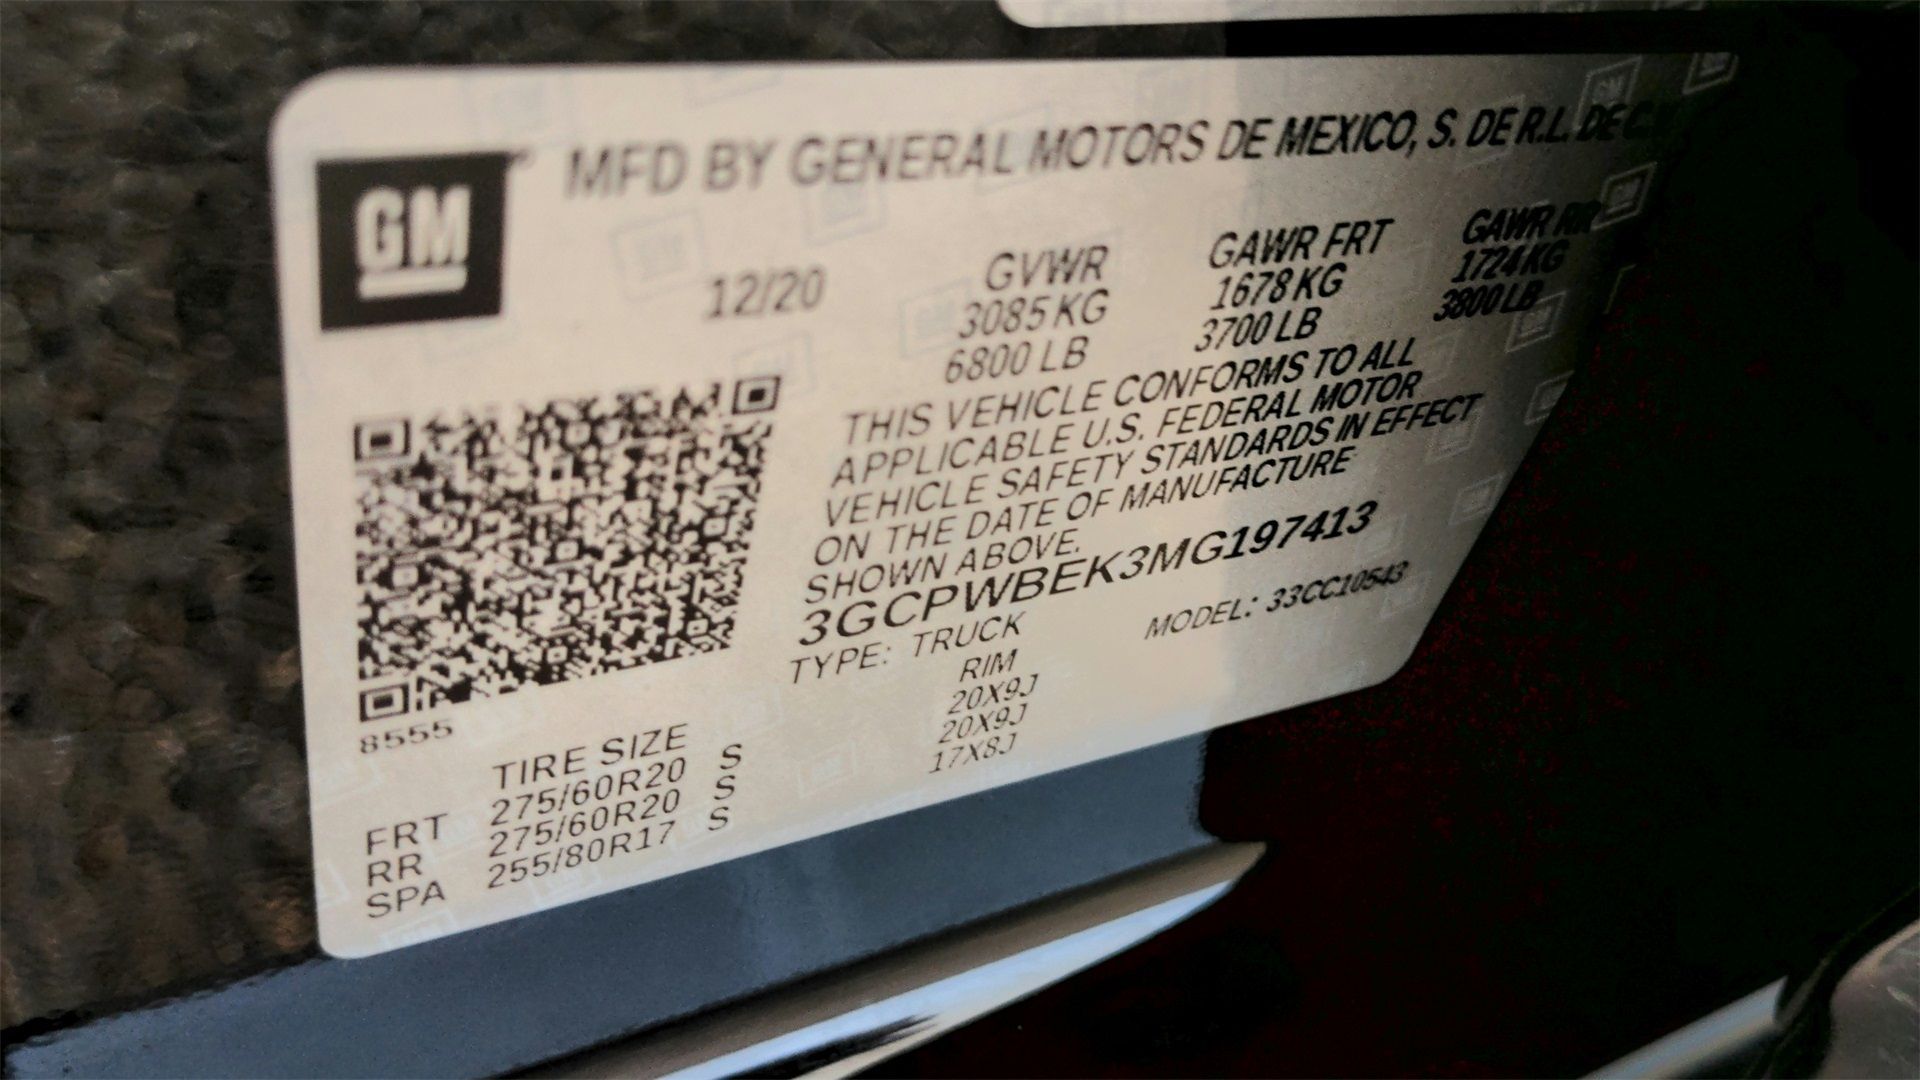 GM
MFD BY GENERAL MOTORS DE MEXICO, S. DE R.L. DE C.V
12/20
GVWR GAWR FRT GAWR RR
3085 KG 1678 KG 1724 KG
6800 LB 3700 LB 3800 LB
THIS VEHICLE CONFORMS TO ALL
APPLICABLE U.S. FEDERAL MOTOR
VEHICLE SAFETY STANDARDS IN EFFECT
ON THE DATE OF MANUFACTURE
SHOWN ABOVE.
3GCPWBEK3MG197413
TYPE: TRUCK MODEL: 33CC10543
8555
TIRE SIZE RIM
FRT 275/60R20 S 20X9J
RR 275/60R20 S 20X9J
SPA 255/80R17 S 17X8J